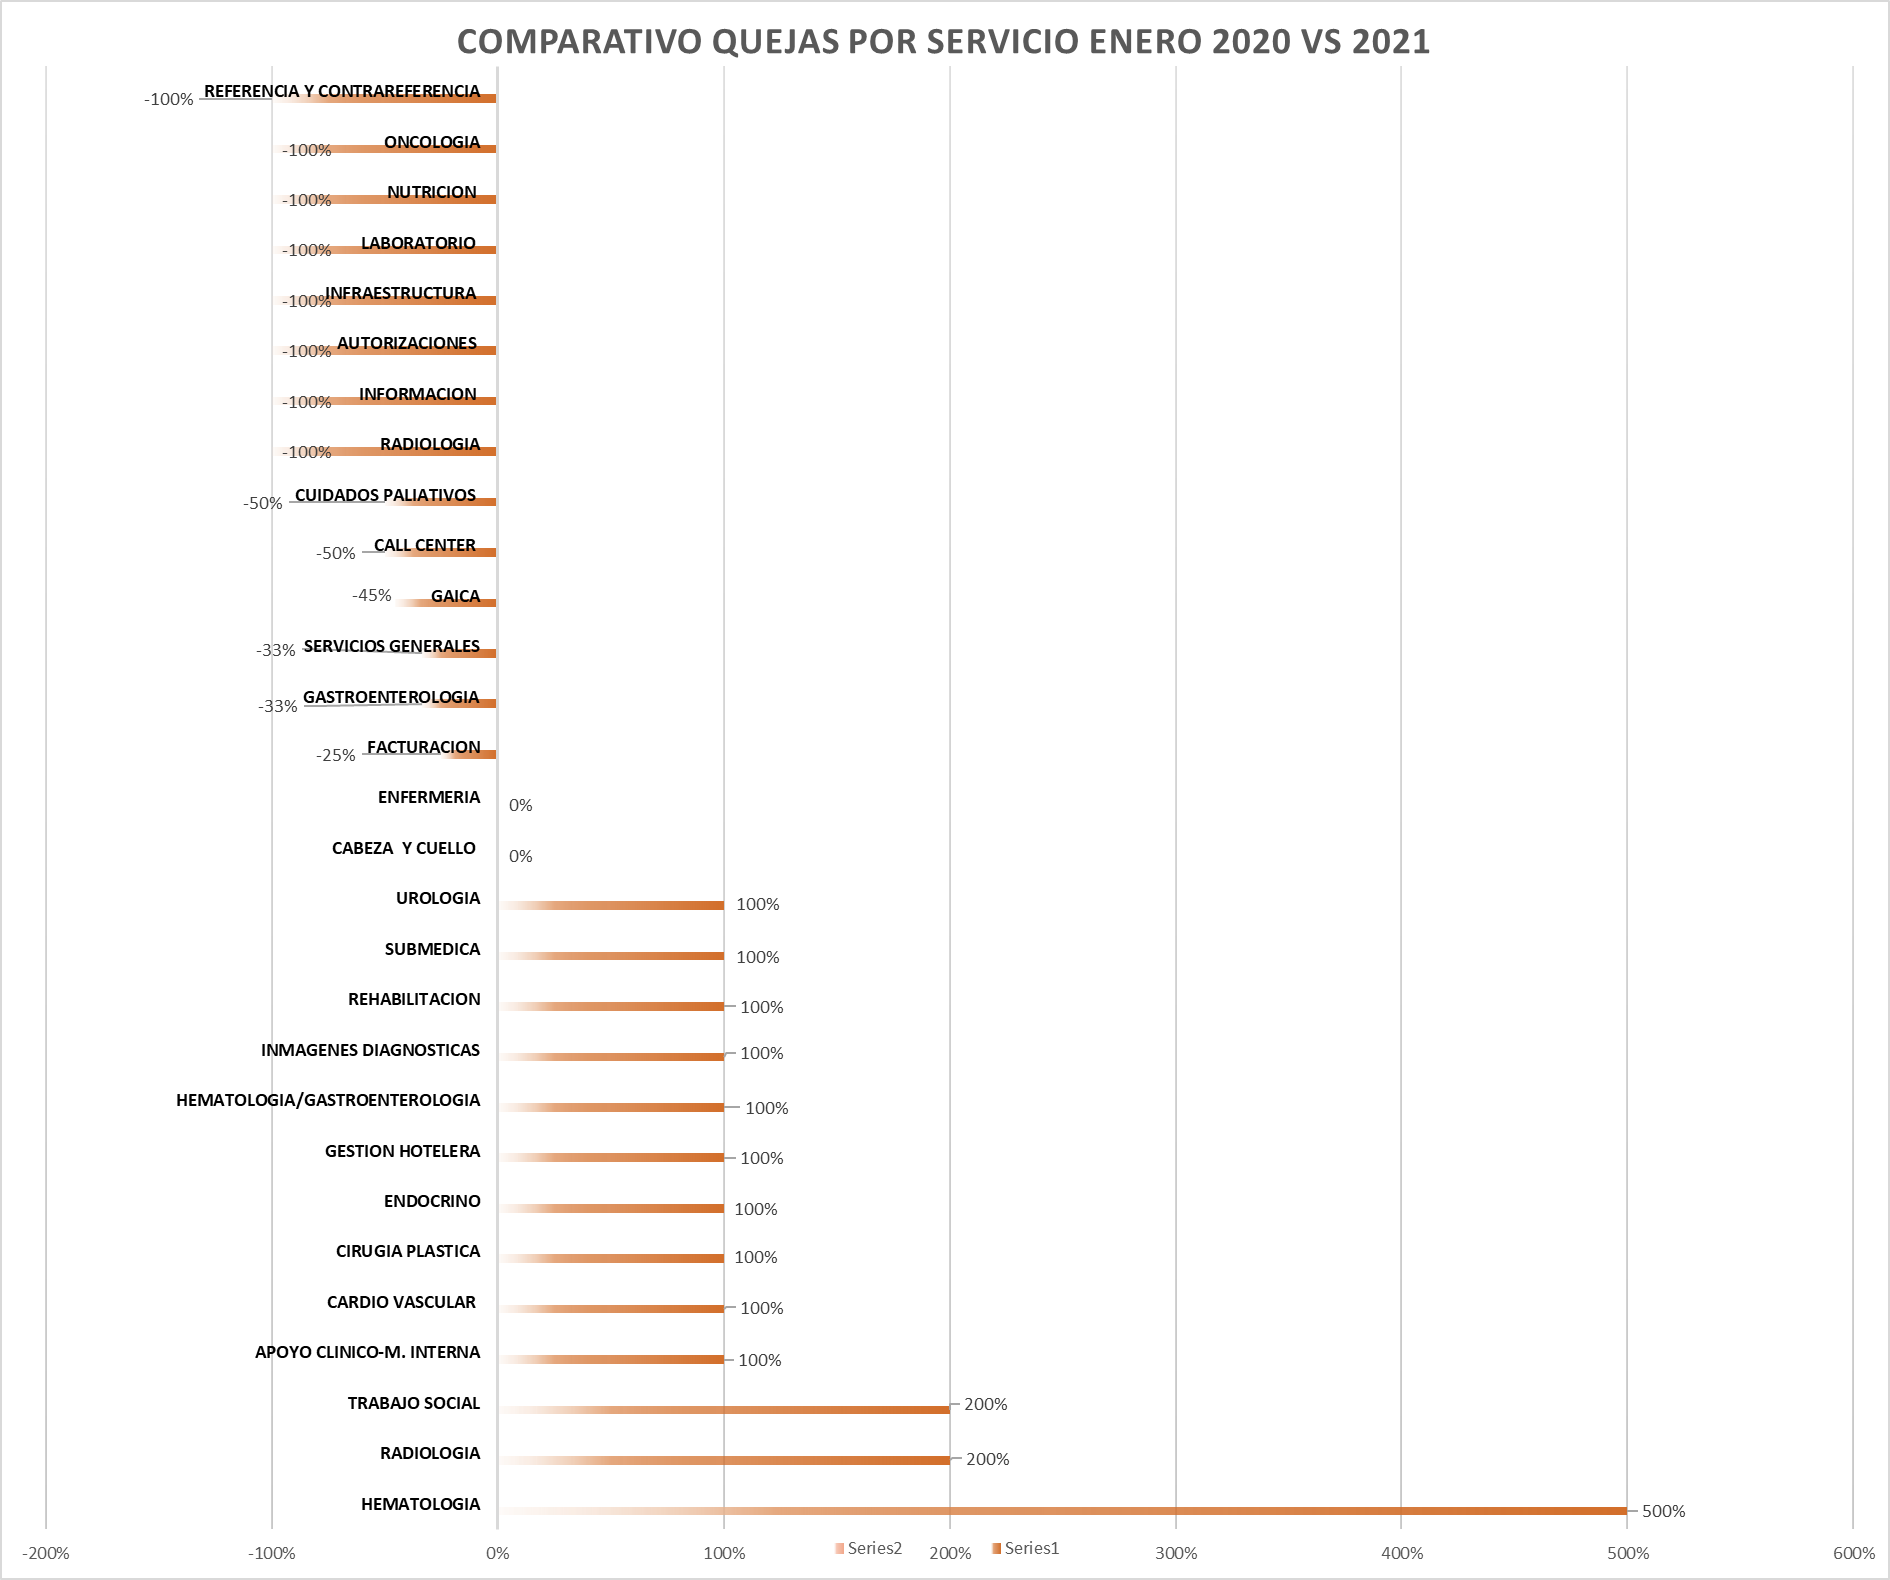 COMPARATIVO QUEJAS POR SERVICIO ENERO 2020 VS 2021
REFERENCIA Y CONTRAREFERENCIA
-100%
ONCOLOGIA
-100%
NUTRICION
-100%
LABORATORIO
-100%
INFRAESTRUCTURA
-100%
AUTORIZACIONES
-100%
INFORMACION
-100%
RADIOLOGIA
-100%
CUIDADOS PALIATIVOS
-50%
CALL CENTER
-50%
GAICA
-45%
SERVICIOS GENERALES
-33%
GASTROENTEROLOGIA
-33%
FACTURACION
-25%
ENFERMERIA
0%
CABEZA  Y CUELLO
0%
UROLOGIA
100%
SUBMEDICA
100%
REHABILITACION
100%
INMAGENES DIAGNOSTICAS
100%
HEMATOLOGIA/GASTROENTEROLOGIA
100%
GESTION HOTELERA
100%
ENDOCRINO
100%
CIRUGIA PLASTICA
100%
CARDIO VASCULAR
100%
APOYO CLINICO-M. INTERNA
100%
TRABAJO SOCIAL
200%
RADIOLOGIA
200%
HEMATOLOGIA
500%
-200% -100% 0% 100% 200% 300% 400% 500% 600%
Series2 Series1